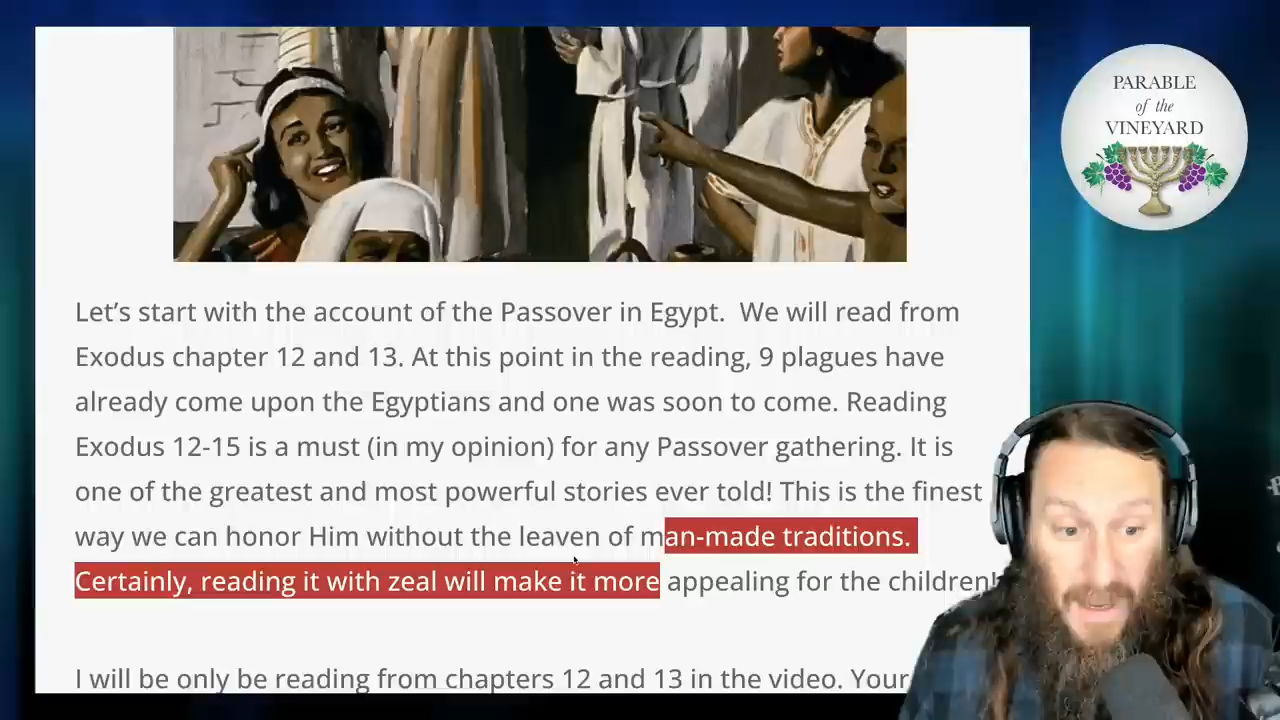 PARABLE
of the
VINEYARD
Let’s start with the account of the Passover in Egypt.  We will read from
Exodus chapter 12 and 13. At this point in the reading, 9 plagues have
already come upon the Egyptians and one was soon to come. Reading
Exodus 12-15 is a must (in my opinion) for any Passover gathering. It is
one of the greatest and most powerful stories ever told! This is the finest
way we can honor Him without the leaven of man-made traditions.
Certainly, reading it with zeal will make it more appealing for the children!
I will be only be reading from chapters 12 and 13 in the video. Your